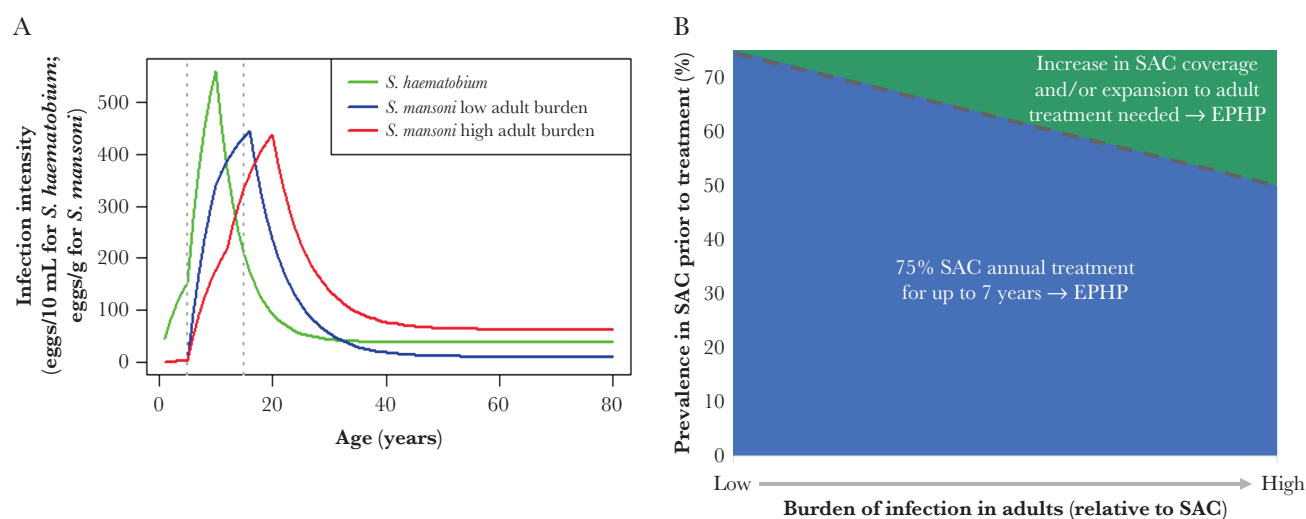 A
Infection intensity
(eggs/10 mL for S. haematobium;
eggs/g for S. mansoni)
500
400
300
200
100
0
S. haematobium
S. mansoni low adult burden
S. mansoni high adult burden
0 20 40 60 80
Age (years)
B
Prevalence in SAC prior to treatment (%)
70
60
50
40
30
20
10
0
Increase in SAC coverage
and/or expansion to adult
treatment needed → EPHP
75% SAC annual treatment
for up to 7 years → EPHP
Low High
Burden of infection in adults (relative to SAC)